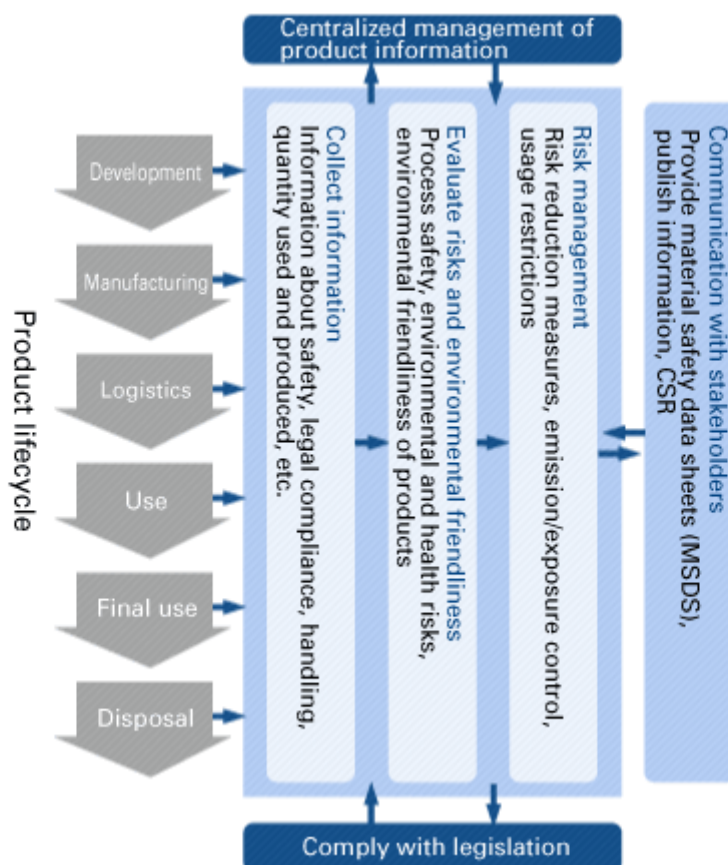 Centralized management of
product information
Product lifecycle
Development
Manufacturing
Logistics
Use
Final use
Disposal
Collect information
Information about safety, legal compliance, handling,
quantity used and produced, etc.
Evaluate risks and environmental friendliness
Process safety, environmental and health risks,
environmental friendliness of products
Risk management
Risk reduction measures, emission/exposure control,
usage restrictions
Communication with stakeholders
Provide material safety data sheets (MSDS),
publish information, CSR
Comply with legislation